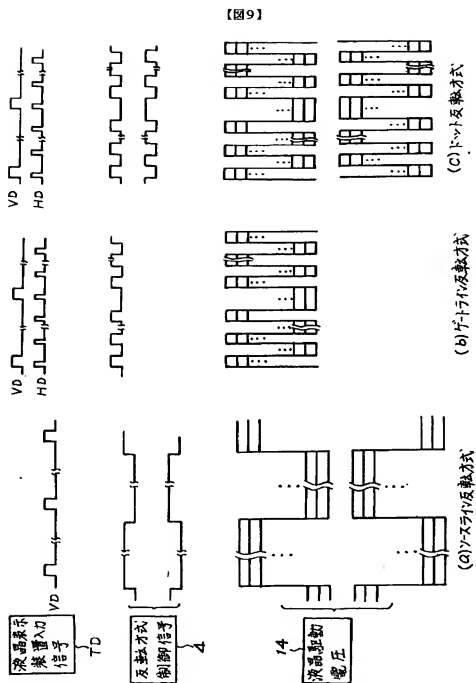 【図9】
液晶表示
装置入力
信号
TD
VD
VD
HD
VD
HD
反転方式
制御信号
4
液晶駆動
電圧
14
(a)ソースライン反転方式
(b)ゲートライン反転方式
(c)ドット反転方式